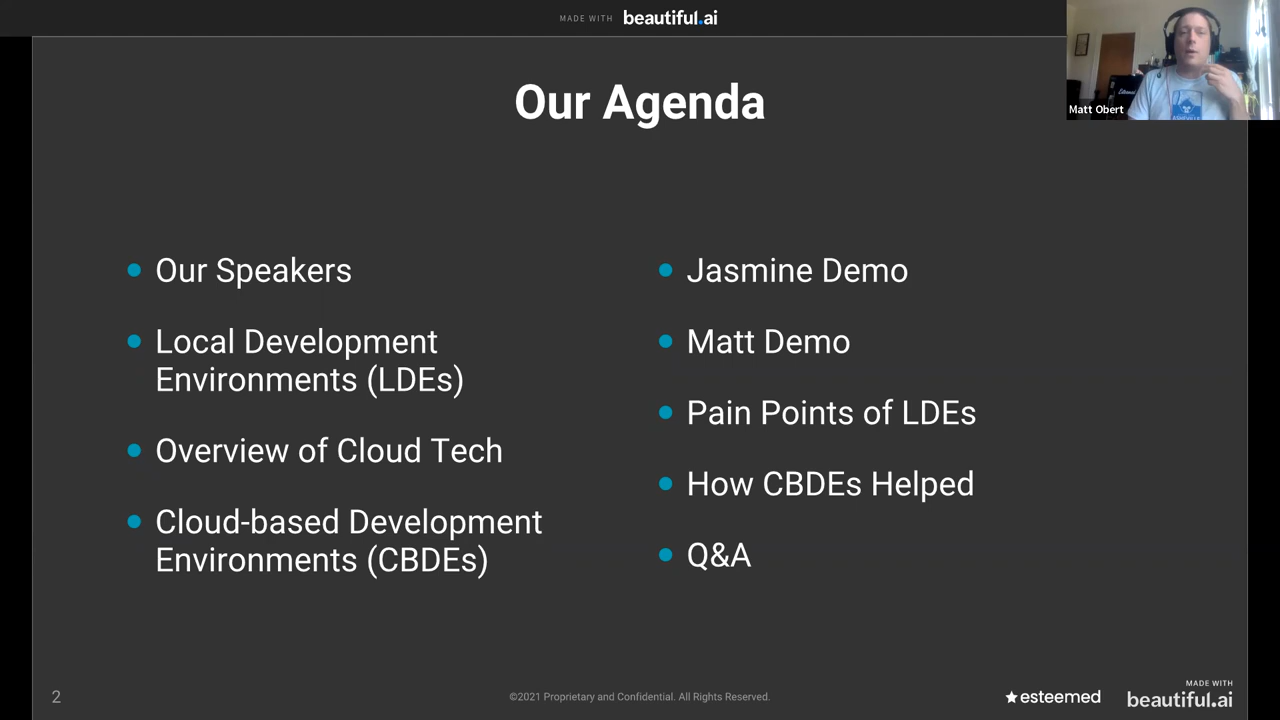 MADE WITH beautiful.ai
Matt Obert
Our Agenda
Our Speakers
Local Development
Environments (LDEs)
Overview of Cloud Tech
Cloud-based Development
Environments (CBDEs)
Jasmine Demo
Matt Demo
Pain Points of LDEs
How CBDEs Helped
Q&A
2
©2021 Proprietary and Confidential. All Rights Reserved.
esteemed
MADE WITH
beautiful.ai